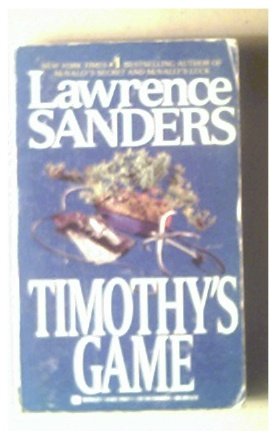 NEW YORK TIMES #1 BESTSELLING AUTHOR OF
McNALLY'S SECRET AND McNALLY'S LUCK
Lawrence
SANDERS
TIMOTHY'S
GAME